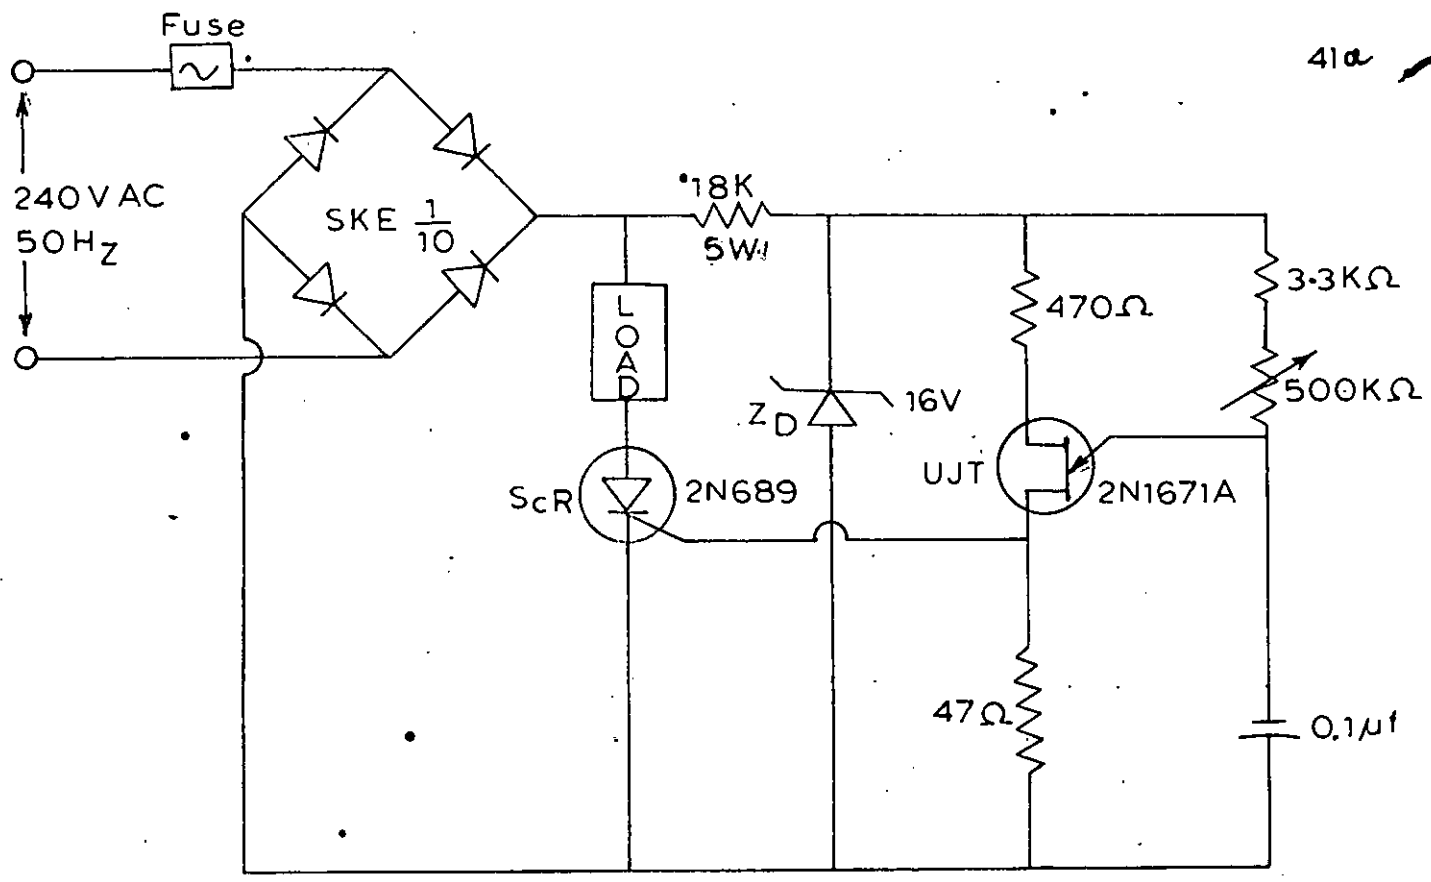 Fuse
41a
240V AC
50Hz
SKE 1/10
18K
5W
LOAD
3.3KΩ
470Ω
500KΩ
ZD
16V
UJT
2N1671A
ScR
2N689
47Ω
0.1µf